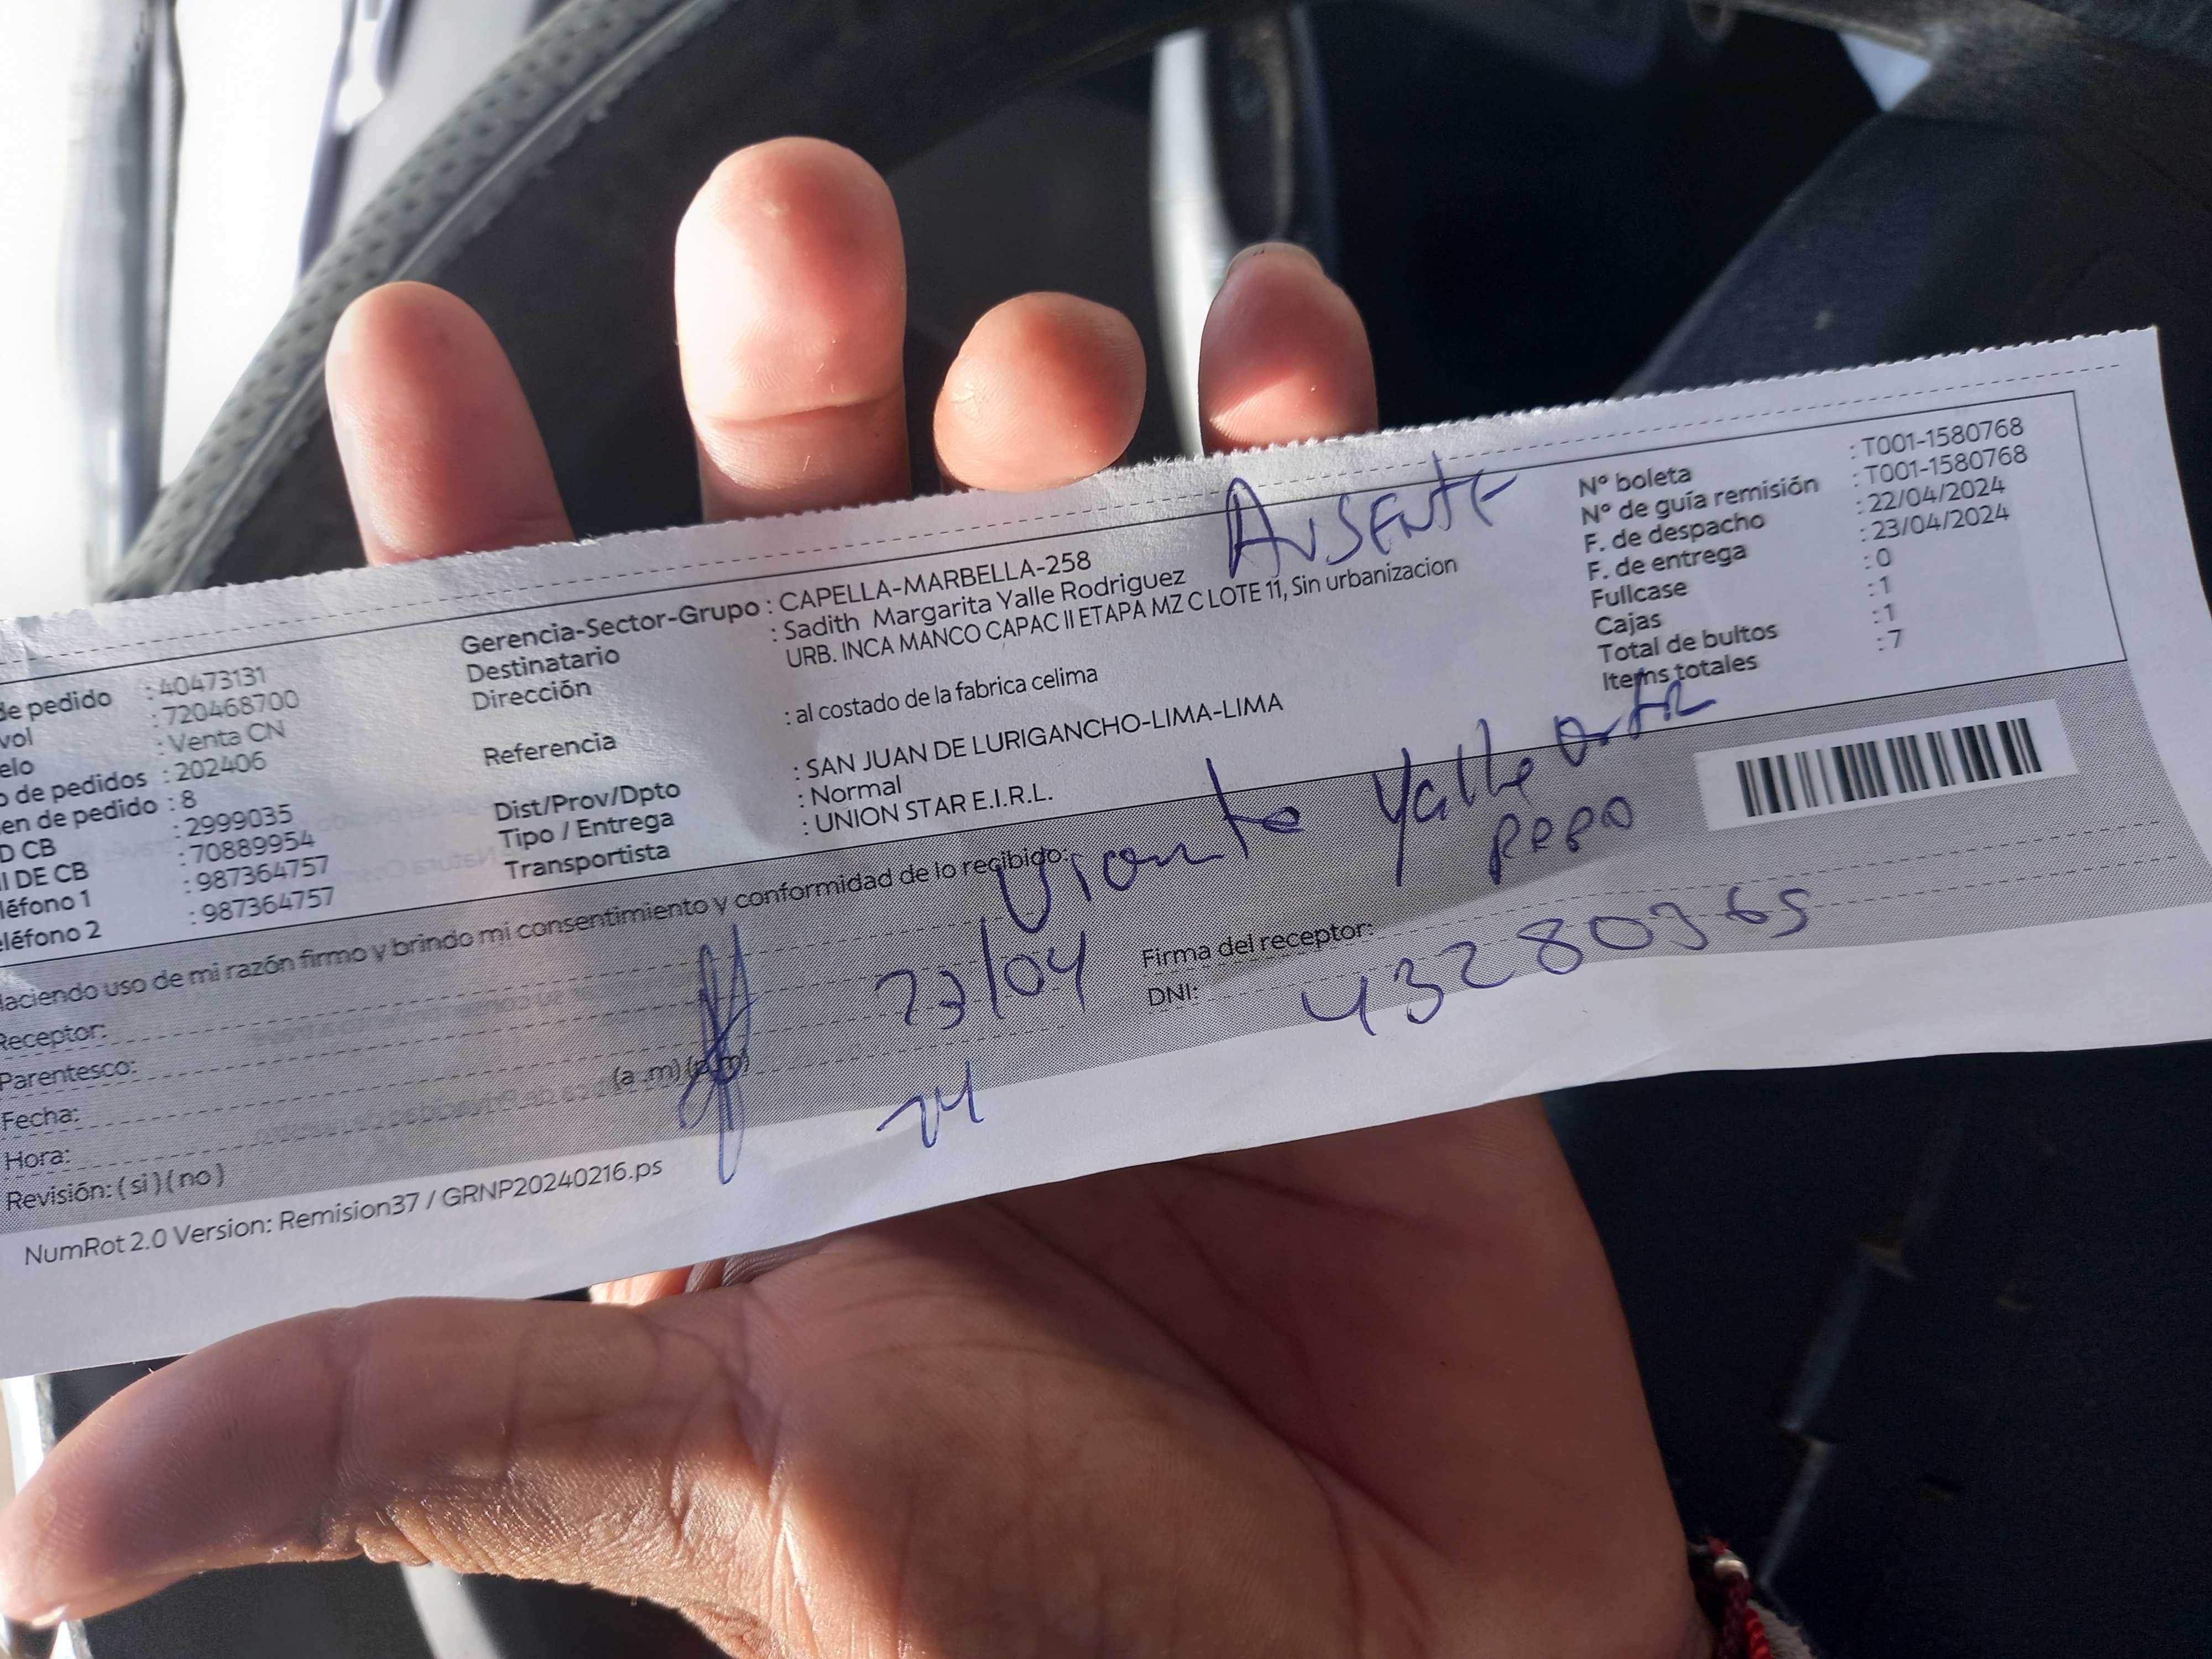 de pedido : 40473131
vol : 720468700
elo : Venta CN
o de pedidos : 202406
en de pedido : 8
D CB : 2999035
I DE CB : 70889954
léfono 1 : 987364757
eléfono 2 : 987364757
Gerencia-Sector-Grupo : CAPELLA-MARBELLA-258
Destinatario : Sadith Margarita Yalle Rodriguez
Dirección URB. INCA MANCO CAPAC II ETAPA MZ C LOTE 11, Sin urbanizacion
Referencia : al costado de la fabrica celima
Dist/Prov/Dpto : SAN JUAN DE LURIGANCHO-LIMA-LIMA
Tipo / Entrega : Normal
Transportista : UNION STAR E.I.R.L.
AUSENTE
Nº boleta : T001-1580768
Nº de guía remisión : T001-1580768
F. de despacho : 22/04/2024
F. de entrega : 23/04/2024
Fullcase : 0
Cajas : 1
Total de bultos : 1
Items totales : 7
Haciendo uso de mi razón firmo y brindo mi consentimiento y conformidad de lo recibido:
Yalle
Receptor:
Parentesco:
Fecha:
Hora: (a .m) (p.m)
Revisión: ( si ) ( no )
23/04
24
Firma del receptor:
DNI: 43280965
NumRot 2.0 Version: Remision37 / GRNP20240216.ps